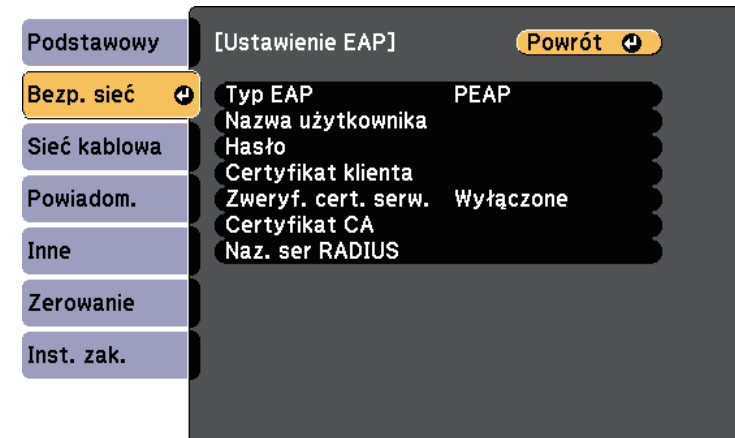 Podstawowy
Bezp. sieć
Sieć kablowa
Powiadom.
Inne
Zerowanie
Inst. zak.
[Ustawienie EAP] Powrót
Typ EAP PEAP
Nazwa użytkownika
Hasło
Certyfikat klienta
Zweryf. cert. serw. Wyłączone
Certyfikat CA
Naz. ser RADIUS